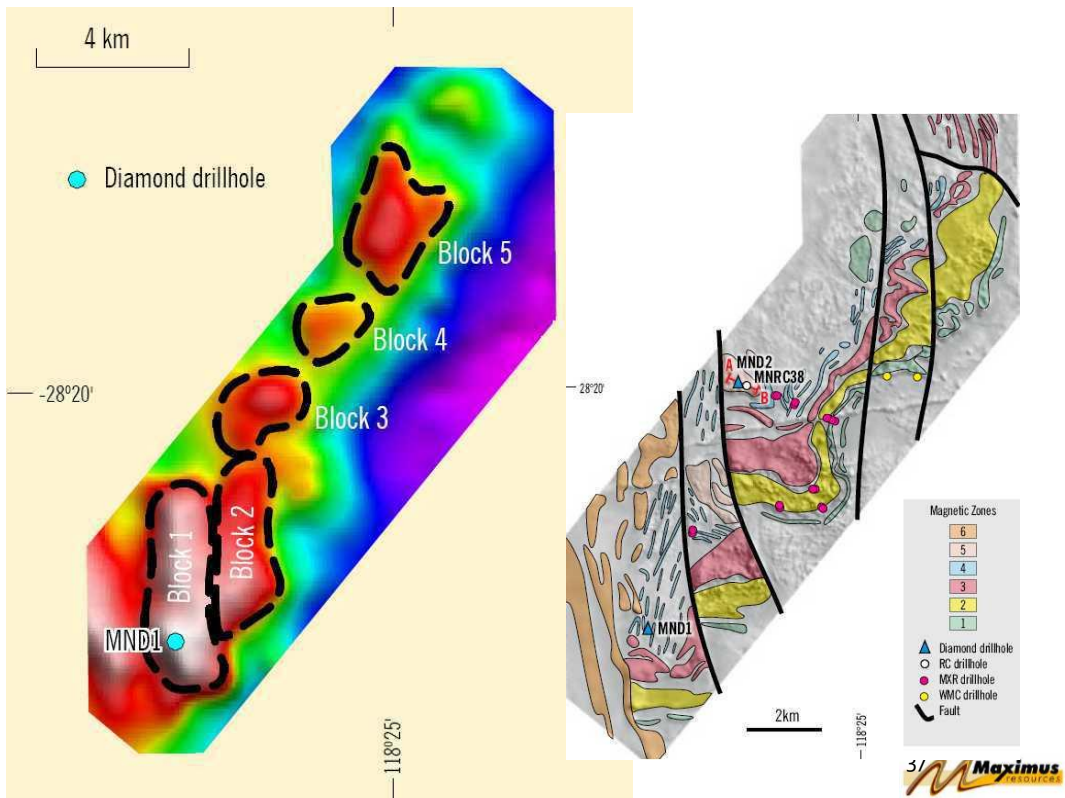 4 km
Diamond drillhole
Block 5
Block 4
-28°20'
Block 3
Block 2
Block 1
MND1
118°25'
A
MND2
MNRC38
B
28°20'
MND1
2km
118°25'
Magnetic Zones
6
5
4
3
2
1
Diamond drillhole
RC drillhole
MXR drillhole
WMC drillhole
Fault
37
Maximus
resources